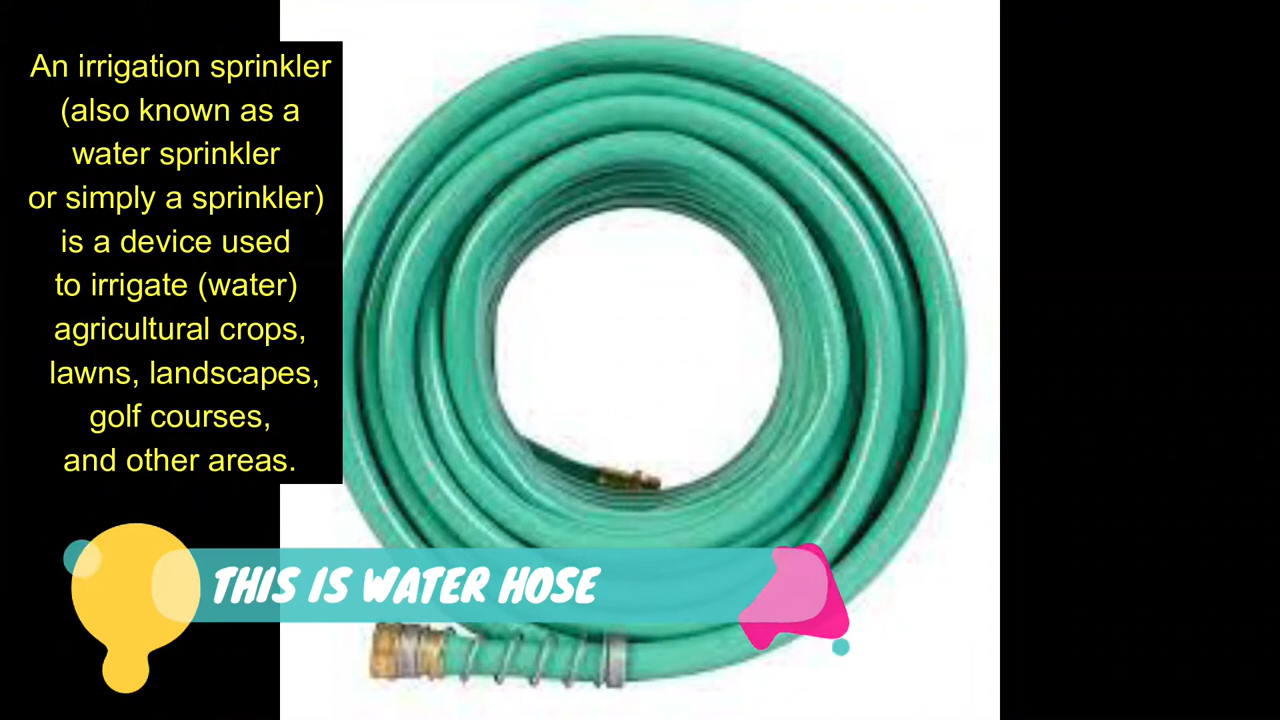 An irrigation sprinkler
(also known as a
water sprinkler
or simply a sprinkler)
is a device used
to irrigate (water)
agricultural crops,
lawns, landscapes,
golf courses,
and other areas.
THIS IS WATER HOSE